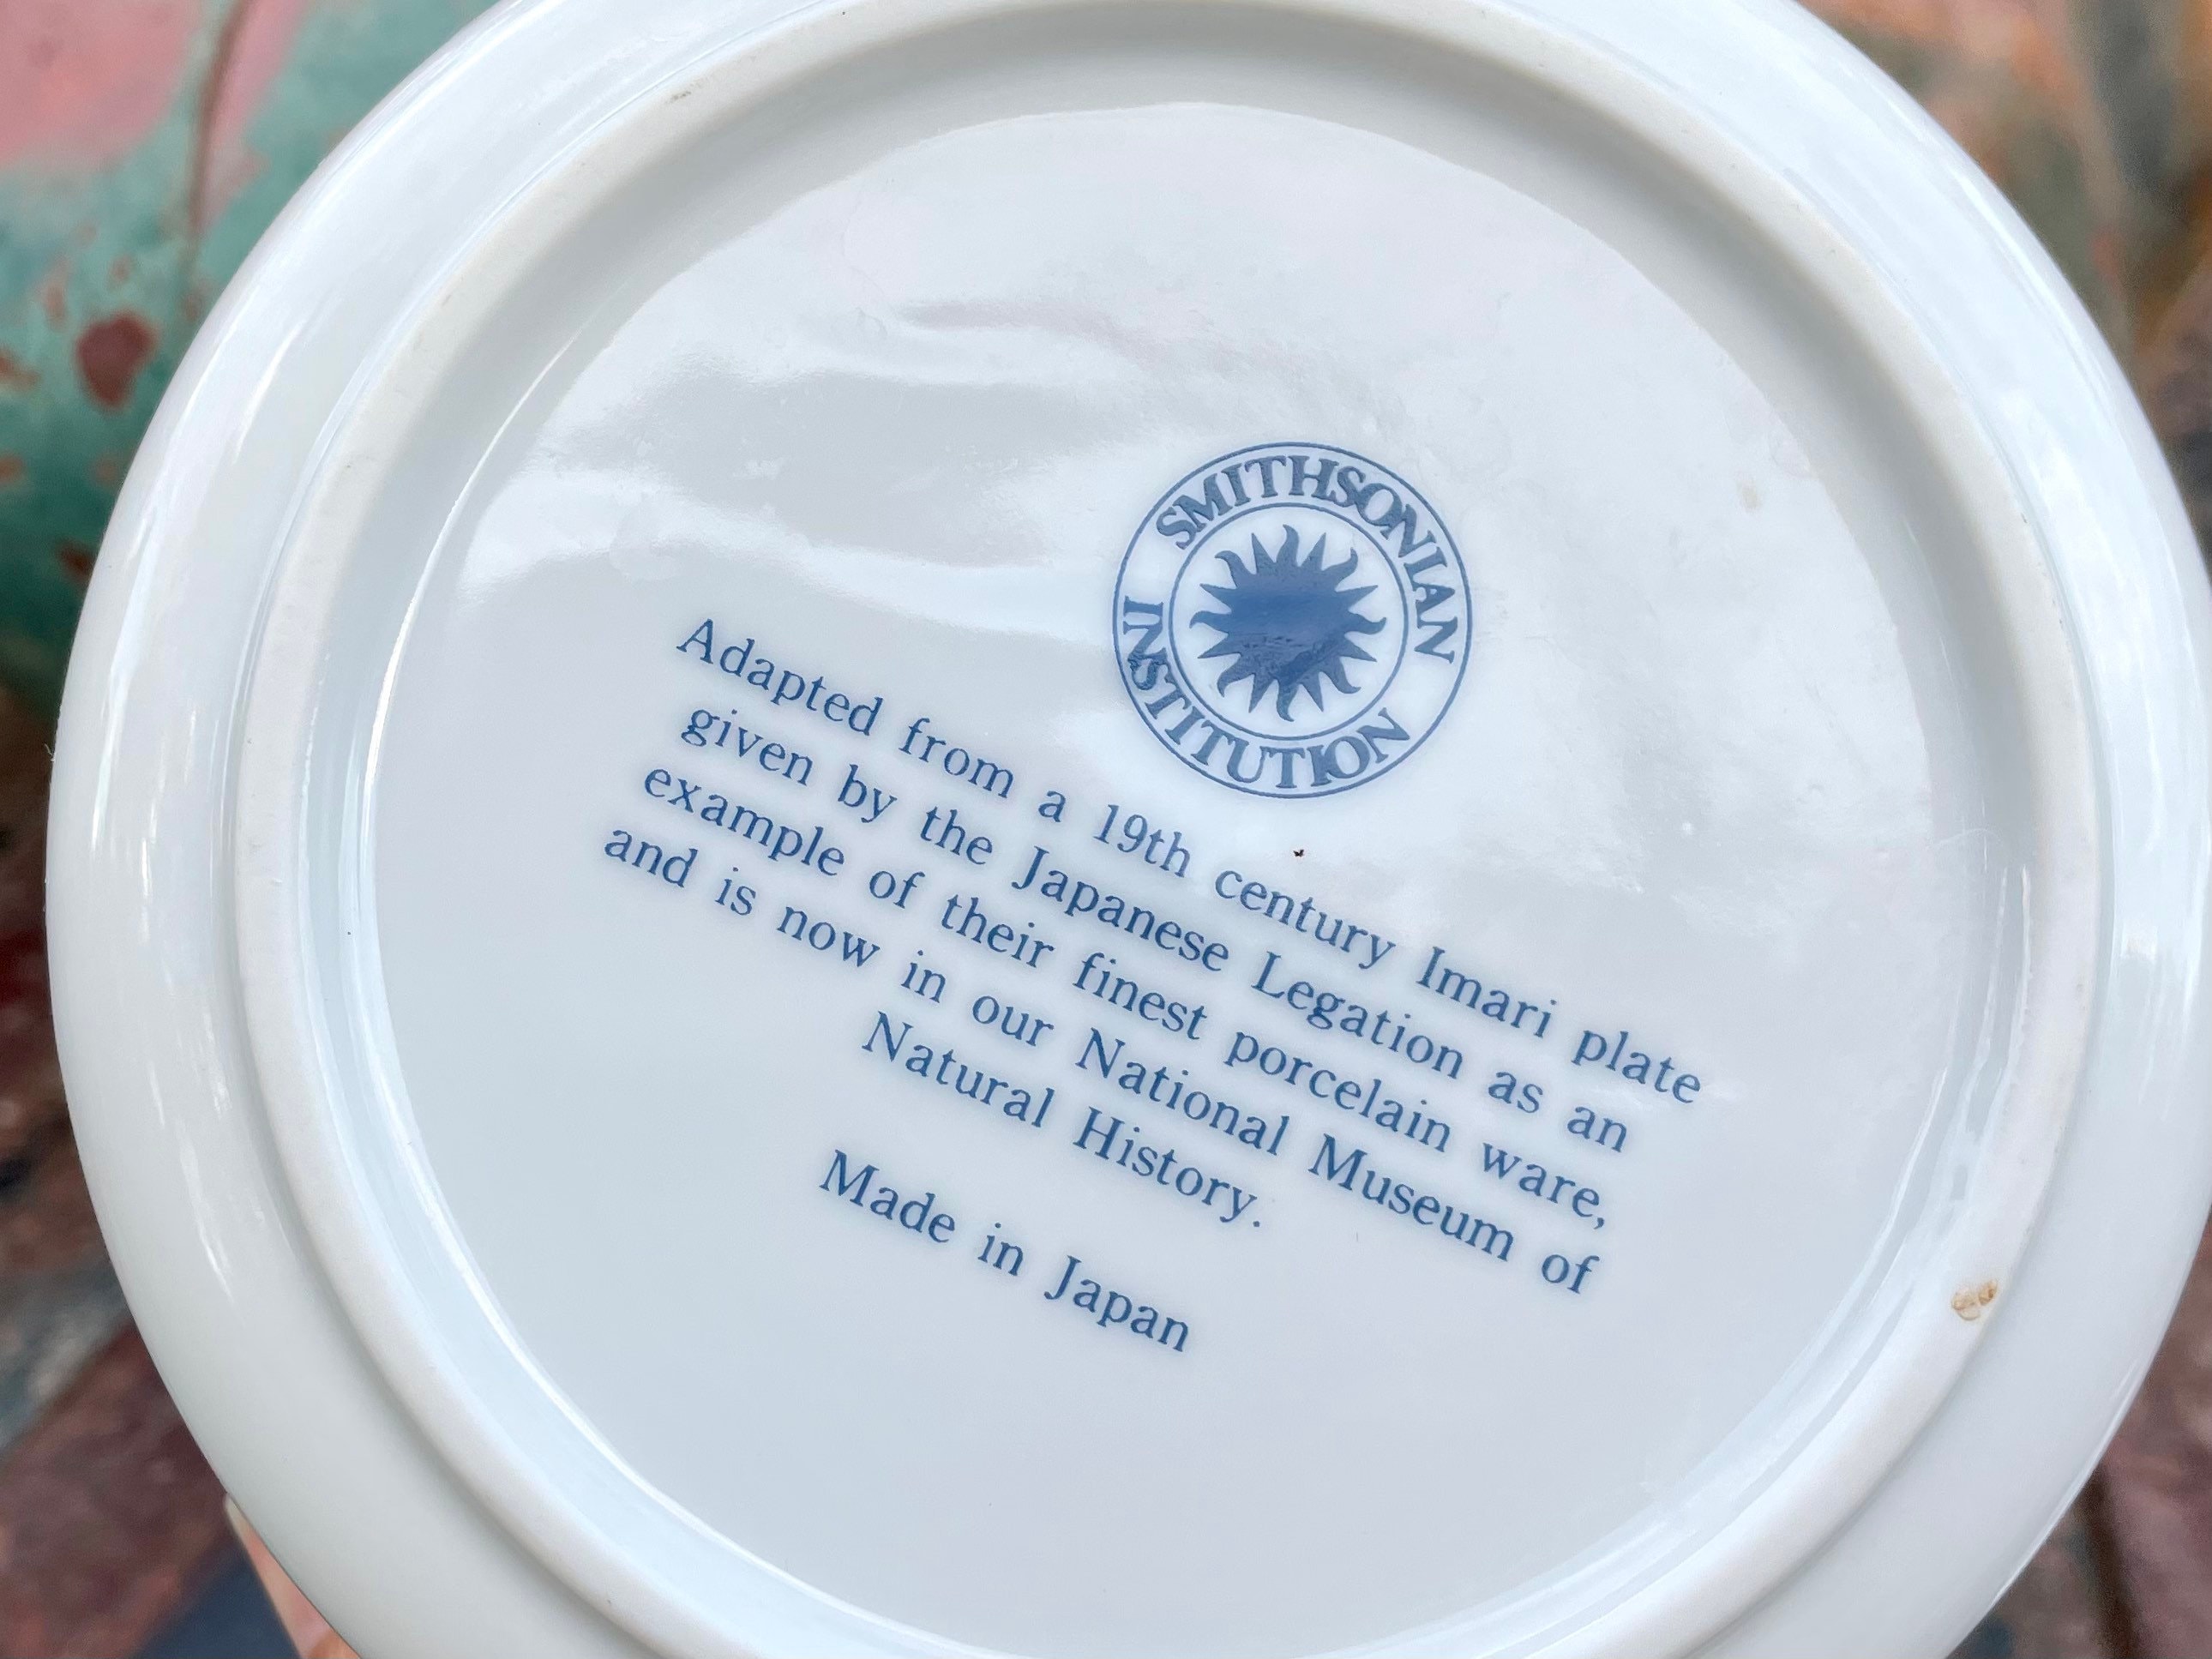 SMITHSONIAN
INSTITUTION
Adapted from a 19th century Imari plate
given by the Japanese Legation as an
example of their finest porcelain ware,
and is now in our National Museum of
Natural History.
Made in Japan